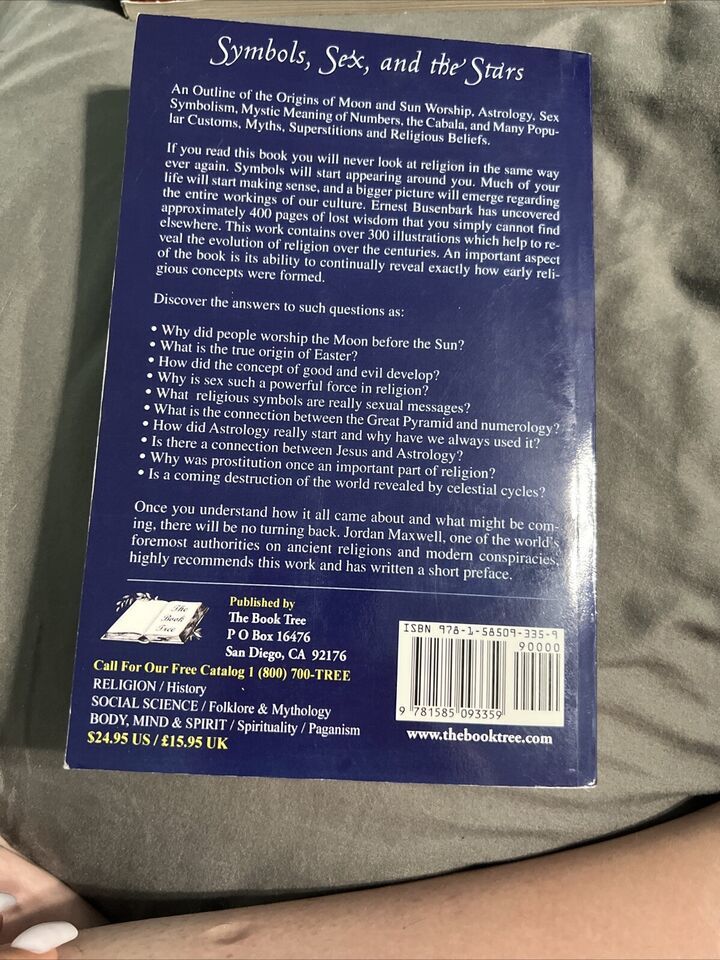 Symbols, Sex, and the Stars
An Outline of the Origins of Moon and Sun Worship, Astrology, Sex
Symbolism, Mystic Meaning of Numbers, the Cabala, and Many Popu-
lar Customs, Myths, Superstitions and Religious Beliefs.
If you read this book you will never look at religion in the same way
ever again. Symbols will start appearing around you. Much of your
life will start making sense, and a bigger picture will emerge regarding
the entire workings of our culture. Ernest Busenbark has uncovered
approximately 400 pages of lost wisdom that you simply cannot find
elsewhere. This work contains over 300 illustrations which help to re-
veal the evolution of religion over the centuries. An important aspect
of the book is its ability to continually reveal exactly how early reli-
gious concepts were formed.
Discover the answers to such questions as:
• Why did people worship the Moon before the Sun?
• What is the true origin of Easter?
• How did the concept of good and evil develop?
• Why is sex such a powerful force in religion?
• What religious symbols are really sexual messages?
• What is the connection between the Great Pyramid and numerology?
• How did Astrology really start and why have we always used it?
• Is there a connection between Jesus and Astrology?
• Why was prostitution once an important part of religion?
• Is a coming destruction of the world revealed by celestial cycles?
Once you understand how it all came about and what might be com-
ing, there will be no turning back. Jordan Maxwell, one of the world's
foremost authorities on ancient religions and modern conspiracies,
highly recommends this work and has written a short preface.
The
Book
Tree
Published by
The Book Tree
P O Box 16476
San Diego, CA 92176
Call For Our Free Catalog 1 (800) 700-TREE
RELIGION / History
SOCIAL SCIENCE / Folklore & Mythology
BODY, MIND & SPIRIT / Spirituality / Paganism
$24.95 US / £15.95 UK
ISBN 978-1-58509-335-9
90000
9 781585 093359
www.thebooktree.com